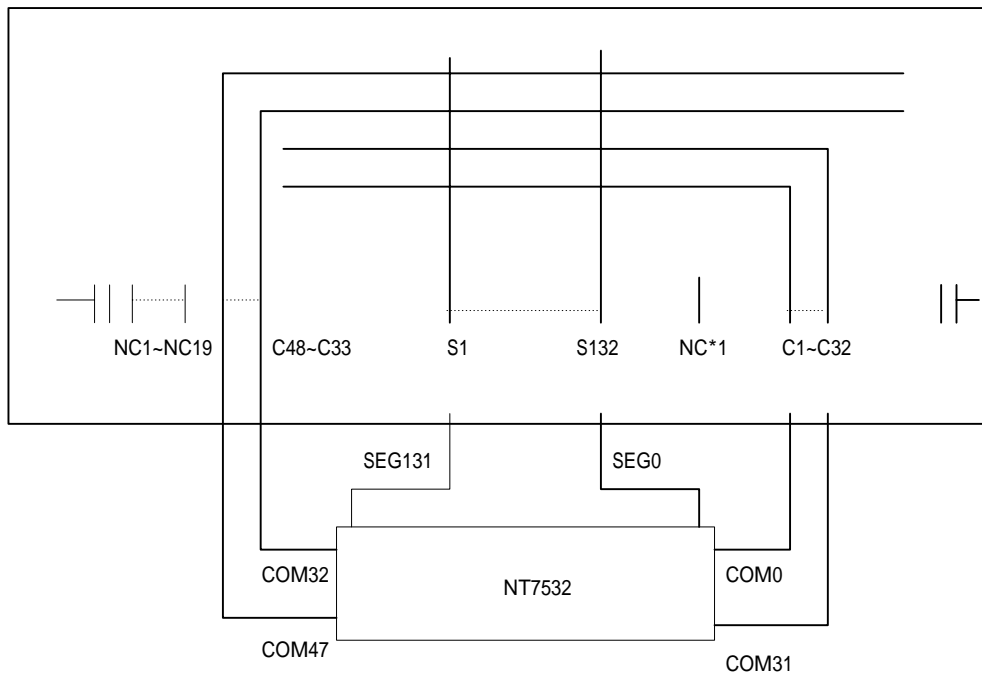 NC1~NC19
C48~C33
S1
S132
NC*1
C1~C32
SEG131
SEG0
COM32
NT7532
COM0
COM47
COM31